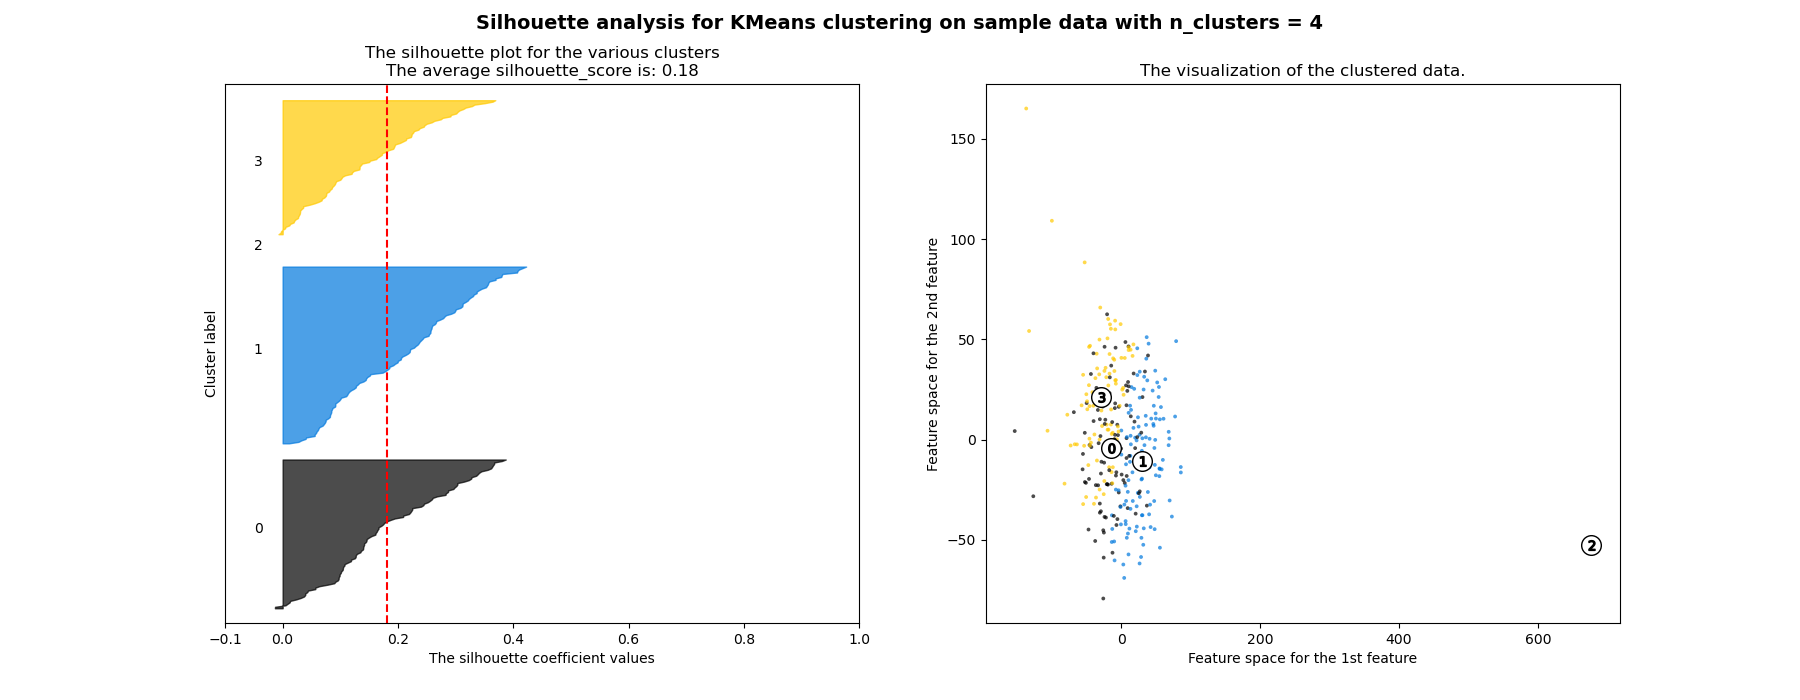 Silhouette analysis for KMeans clustering on sample data with n_clusters = 4
The silhouette plot for the various clusters
The average silhouette_score is: 0.18
3
2
1
0
Cluster label
−0.1 0.0 0.2 0.4 0.6 0.8 1.0
The silhouette coefficient values
The visualization of the clustered data.
150
100
50
0
−50
Feature space for the 2nd feature
3
0
1
2
0 200 400 600
Feature space for the 1st feature